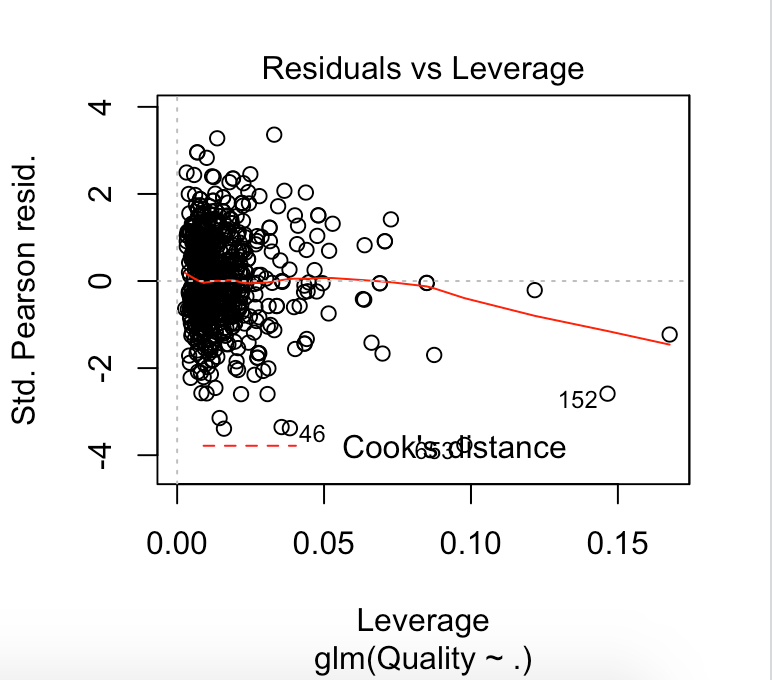 Residuals vs Leverage
Std. Pearson resid.
4
2
0
-2
-4
152
46
Cook's distance
653
0.00 0.05 0.10 0.15
Leverage
glm(Quality ~ .)